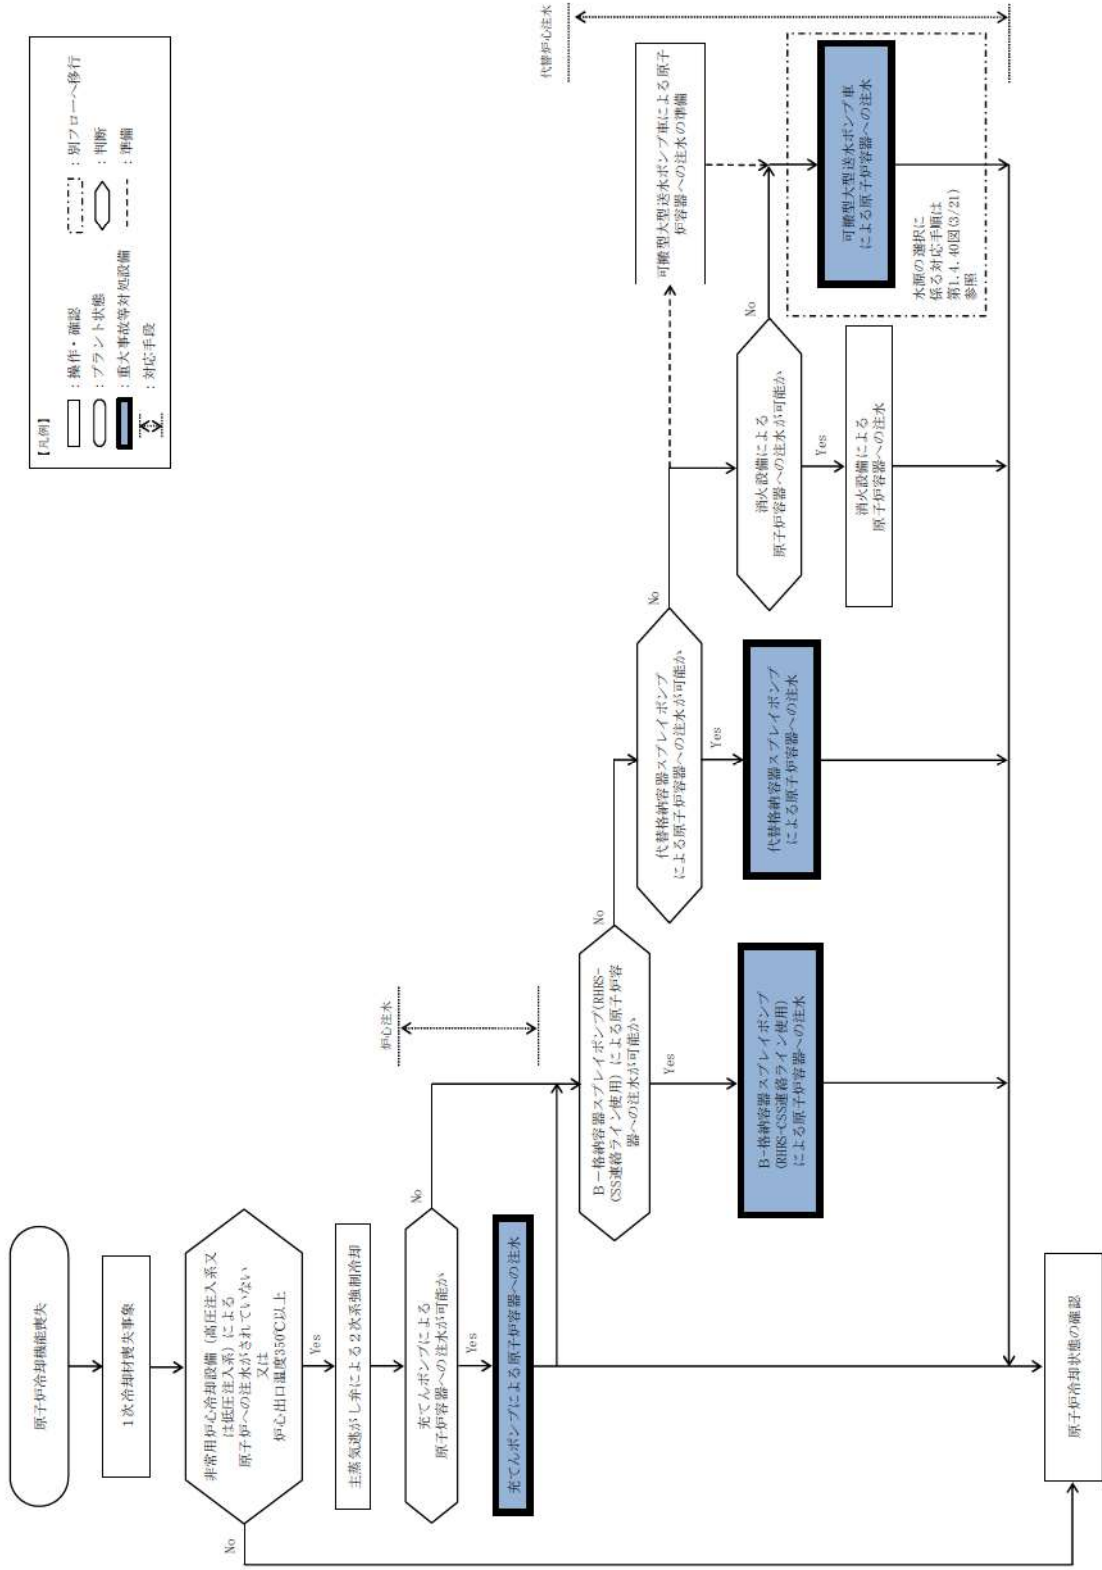 原子炉冷却機能喪失
1次冷却材喪失事象
非常用炉心冷却設備（高圧注入系又
は低圧注入系）による
原子炉への注水がされていない
又は
炉心出口温度350℃以上
No
Yes
主蒸気逃がし弁による２次系強制冷却
充てんポンプによる
原子炉容器への注水が可能か
No
Yes
充てんポンプによる原子炉容器への注水
炉心注水
B－格納容器スプレイポンプ(RHRS-
CSS連絡ライン使用）による原子炉容
器への注水が可能か
No
Yes
B-格納容器スプレイポンプ
(RHRS-CSS連絡ライン使用)
による原子炉容器への注水
代替格納容器スプレイポンプ
による原子炉容器への注水が可能か
No
Yes
代替格納容器スプレイポンプ
による原子炉容器への注水
消火設備による
原子炉容器への注水が可能か
No
Yes
消火設備による
原子炉容器への注水
代替炉心注水
可搬型大型送水ポンプ車による原子
炉容器への注水の準備
可搬型大型送水ポンプ車
による原子炉容器への注水
水源の選択に
係る対応手順は
第1.4.40図(3/21)
参照
原子炉冷却状態の確認
【凡例】
：操作・確認
：プラント状態
：重大事故等対処設備
：対応手段
：別フローへ移行
：判断
：準備